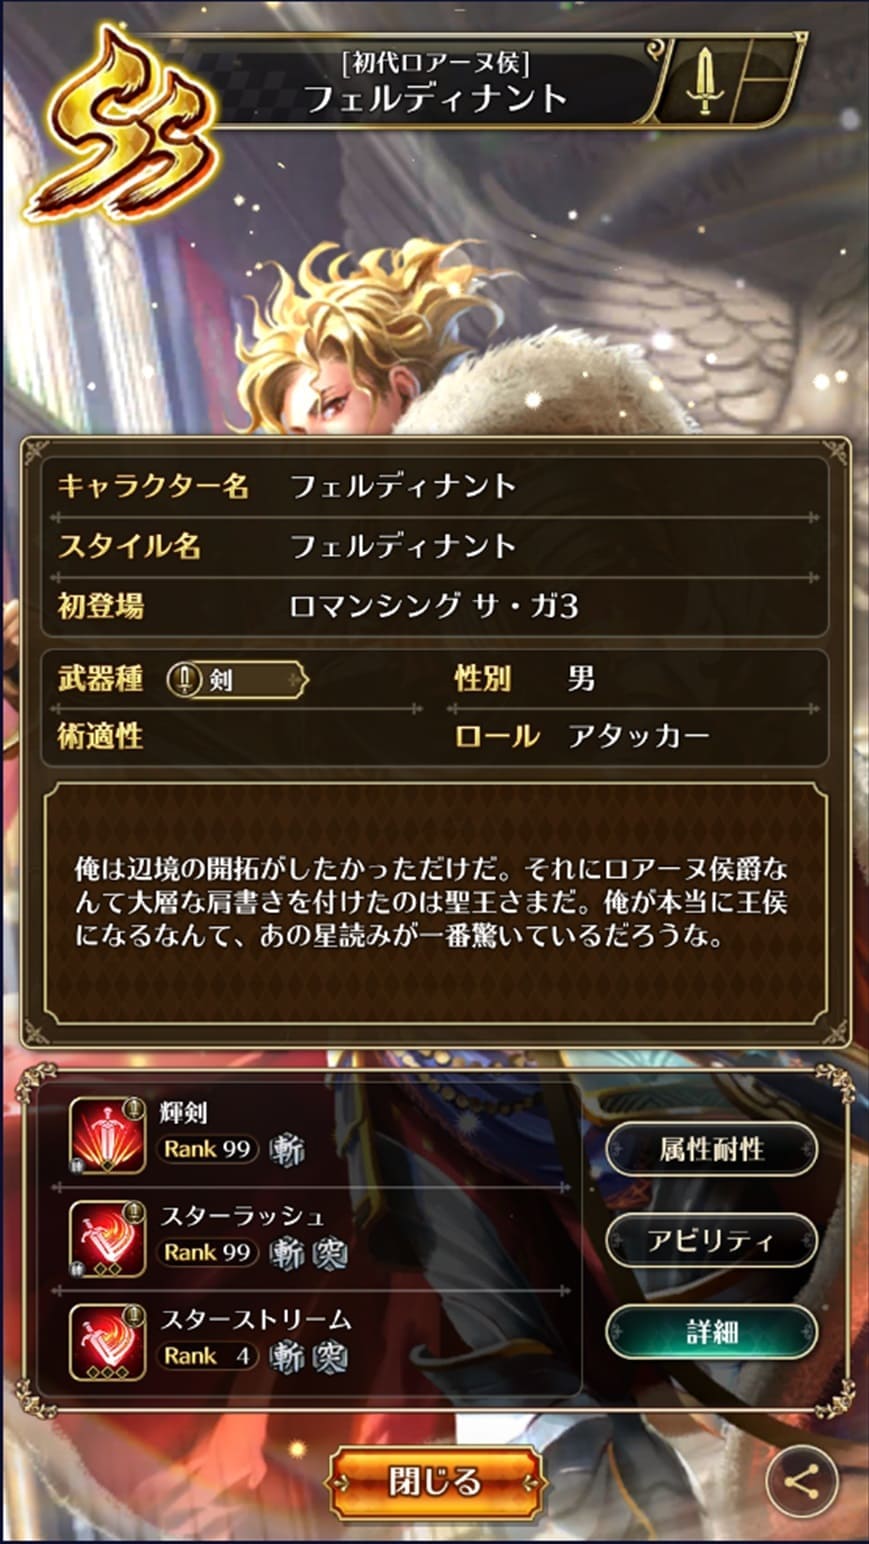 SS
[初代ロアーヌ侯]
フェルディナント
キャラクター名 フェルディナント
スタイル名 フェルディナント
初登場 ロマンシング サ・ガ3
武器種 剣 性別 男
術適性 ロール アタッカー
俺は辺境の開拓がしたかっただけだ。それにロアーヌ侯爵な
んて大層な肩書きを付けたのは聖王さまだ。俺が本当に王侯
になるなんて、あの星読みが一番驚いているだろうな。
輝剣
Rank 99 斬
スターラッシュ
Rank 99 斬 突
スターストリーム
Rank 4 斬 突
属性耐性
アビリティ
詳細
閉じる